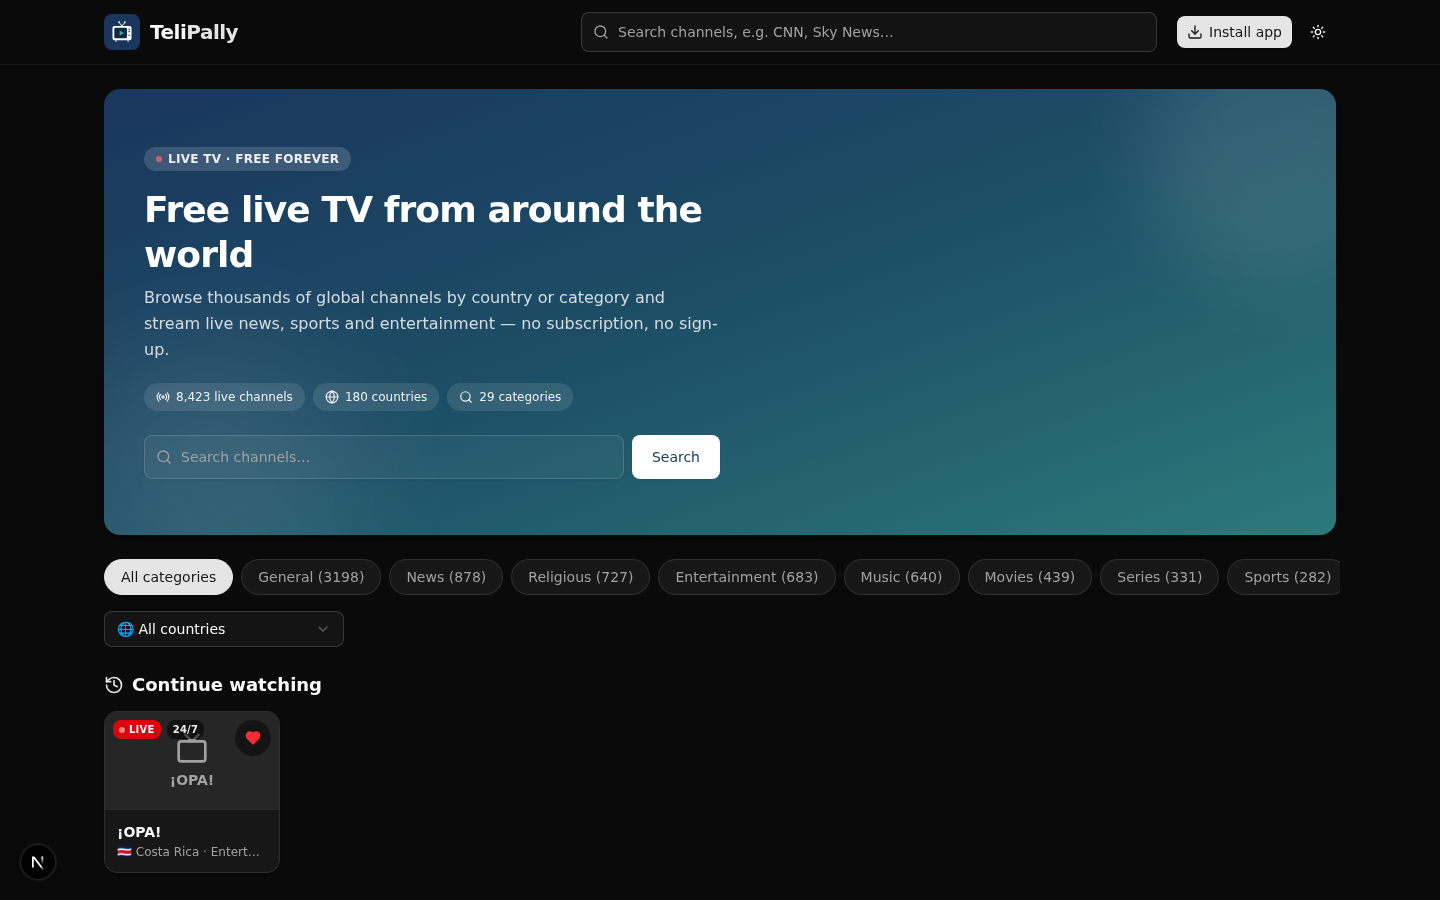 TeliPally
Search channels, e.g. CNN, Sky News…
Install app
LIVE TV · FREE FOREVER
Free live TV from around the
world
Browse thousands of global channels by country or category and
stream live news, sports and entertainment — no subscription, no sign-
up.
8,423 live channels
180 countries
29 categories
Search channels…
Search
All categories
General (3198)
News (878)
Religious (727)
Entertainment (683)
Music (640)
Movies (439)
Series (331)
Sports (282)
All countries
Continue watching
LIVE
24/7
¡OPA!
¡OPA!
Costa Rica · Entert…
N